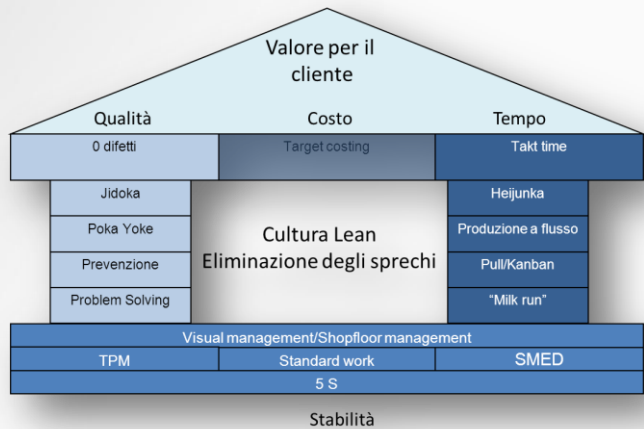 Valore per il
cliente
Qualità
Costo
Tempo
0 difetti
Target costing
Takt time
Jidoka
Poka Yoke
Prevenzione
Problem Solving
Cultura Lean
Eliminazione degli sprechi
Heijunka
Produzione a flusso
Pull/Kanban
"Milk run"
Visual management/Shopfloor management
TPM
Standard work
SMED
5 S
Stabilità